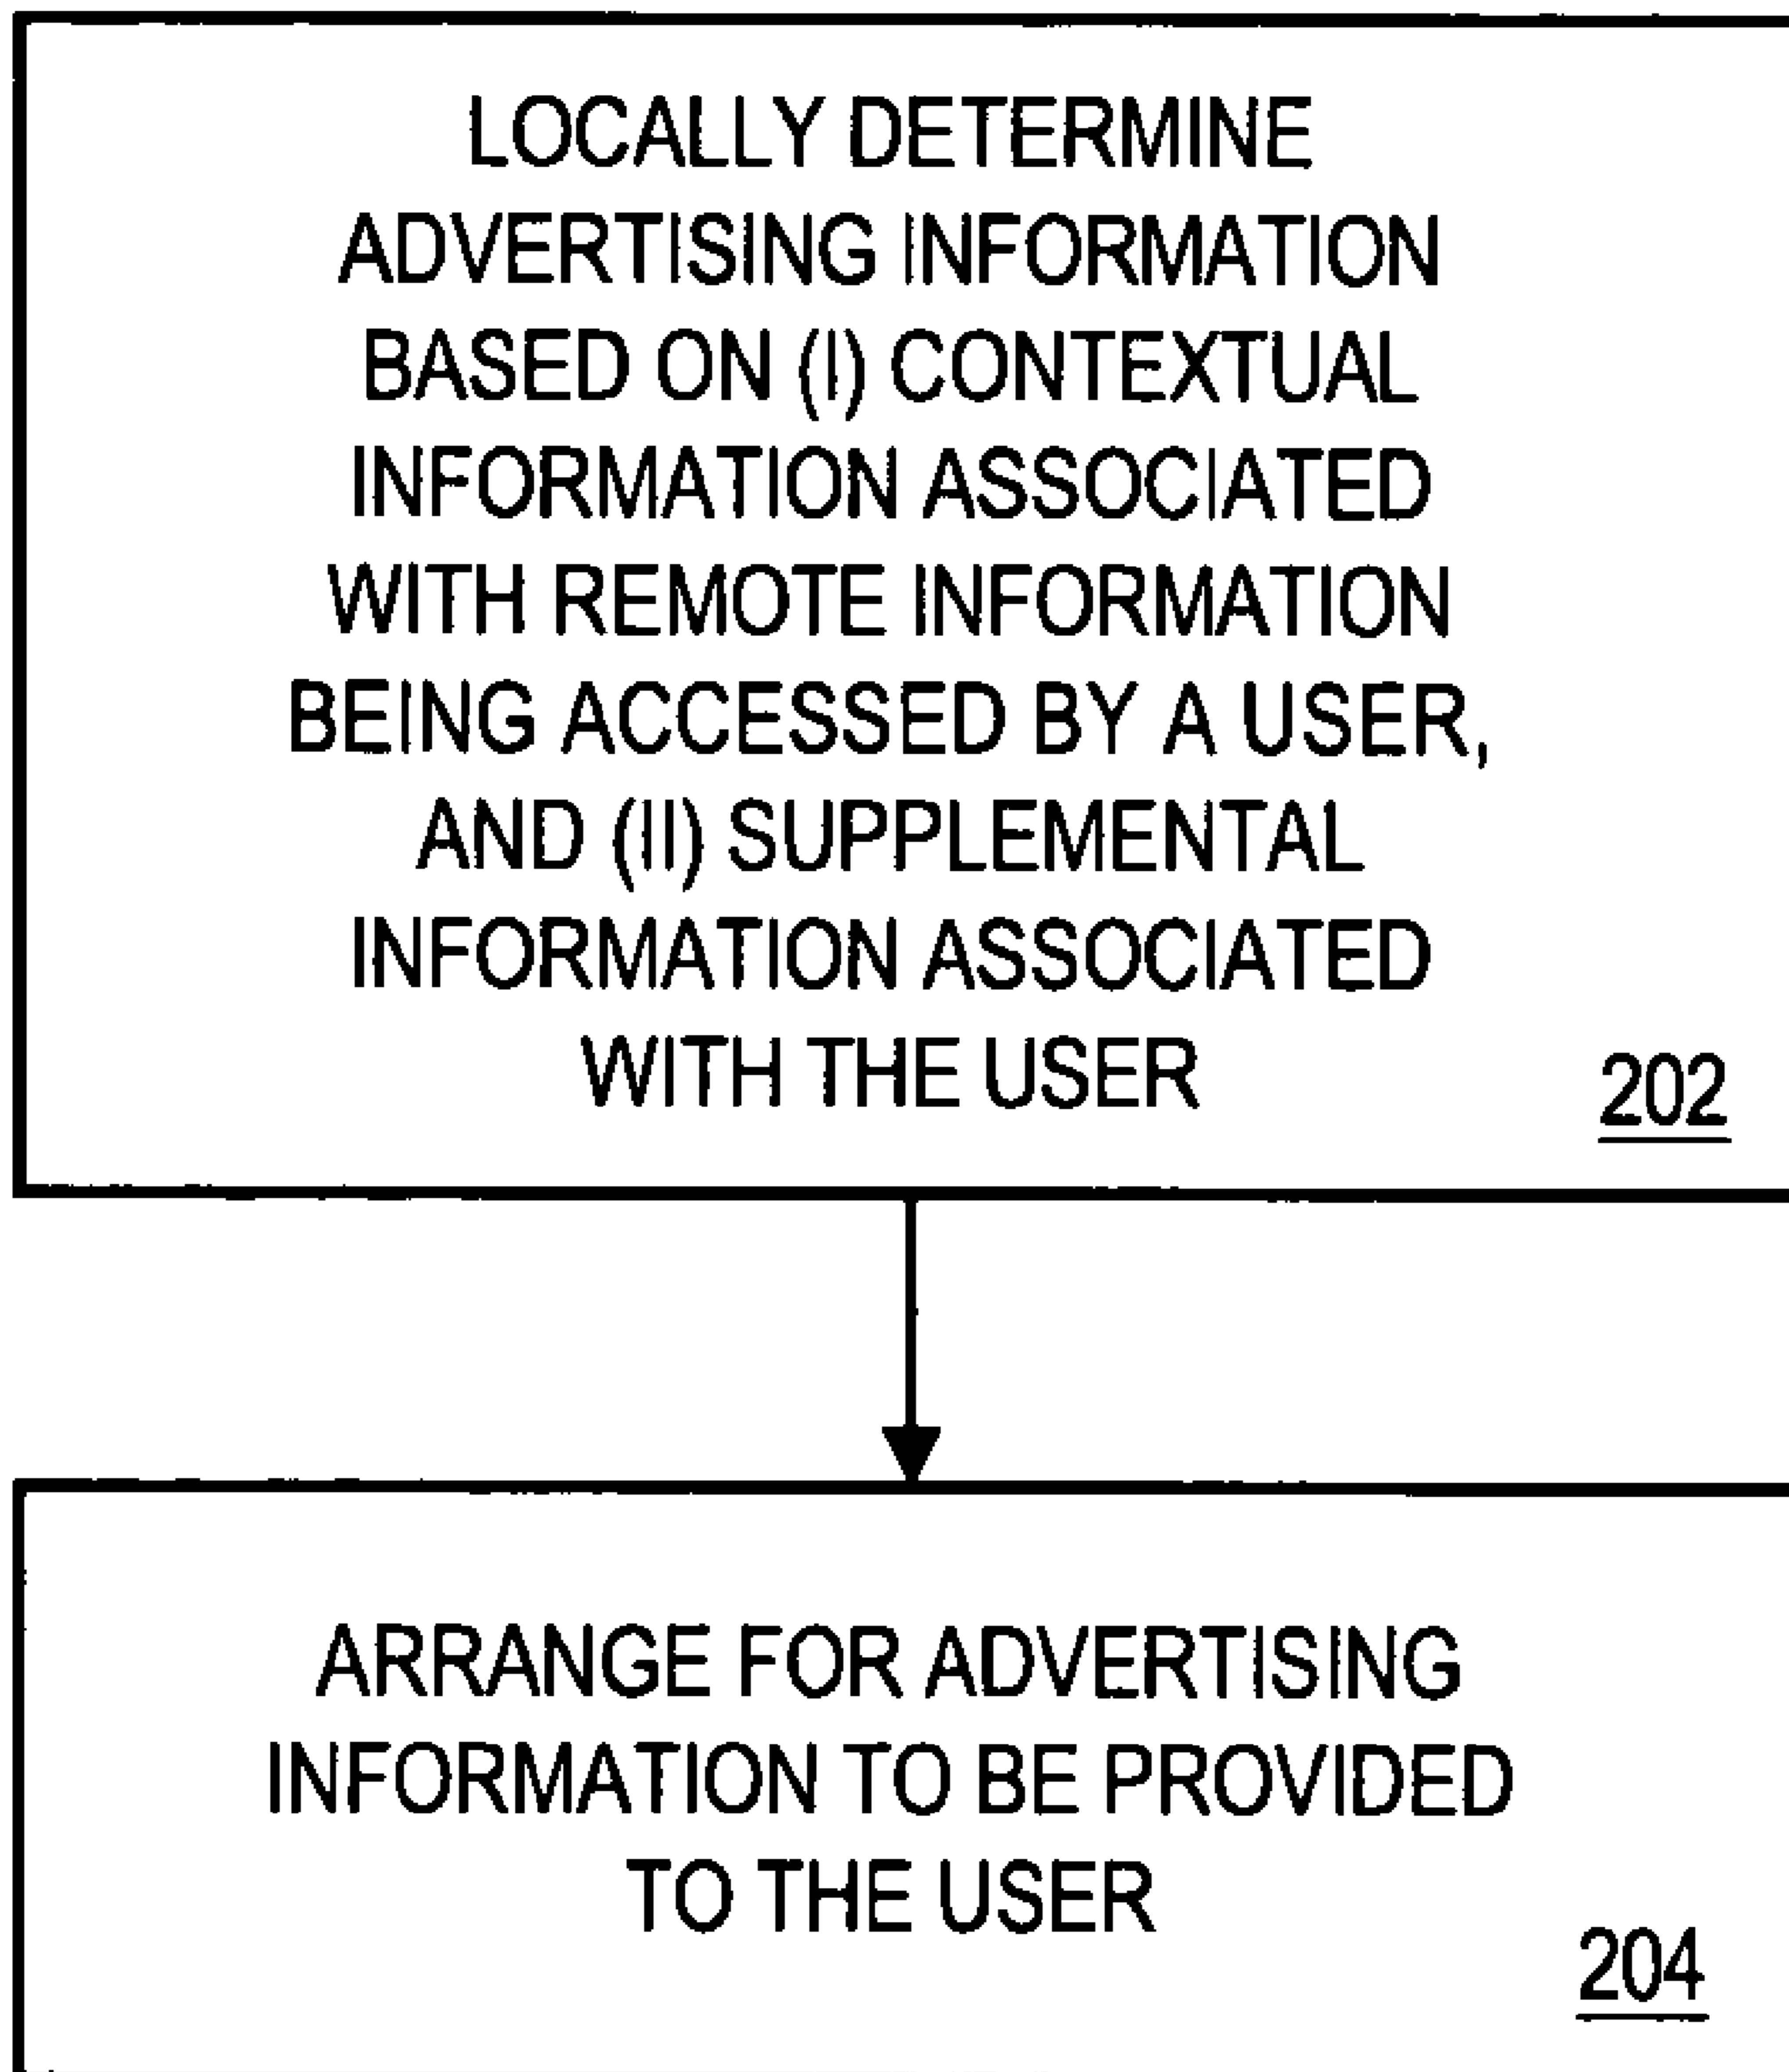 LOCALLY DETERMINE
ADVERTISING INFORMATION
BASED ON (I) CONTEXTUAL
INFORMATION ASSOCIATED
WITH REMOTE INFORMATION
BEING ACCESSED BY A USER,
AND (II) SUPPLEMENTAL
INFORMATION ASSOCIATED
WITH THE USER
202
ARRANGE FOR ADVERTISING
INFORMATION TO BE PROVIDED
TO THE USER
204